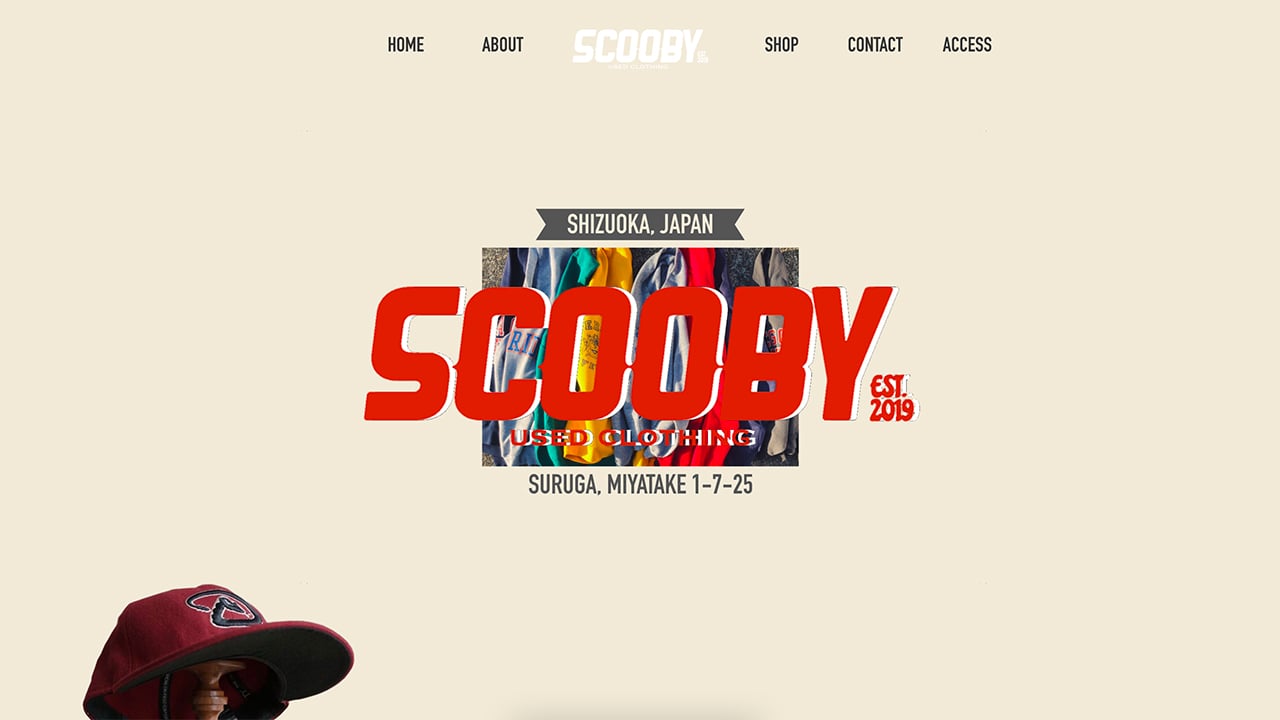 HOME ABOUT SCOOBY EST. 2019 SHOP CONTACT ACCESS
USED CLOTHING
SHIZUOKA, JAPAN
SCOOBY
EST.
2019
USED CLOTHING
SURUGA, MIYATAKE 1-7-25